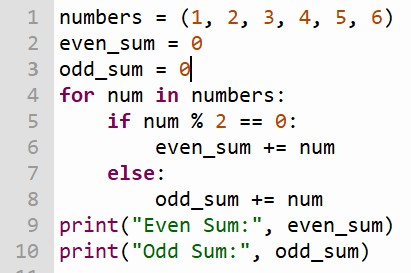 1 numbers = (1, 2, 3, 4, 5, 6)
2 even_sum = 0
3 odd_sum = 0
4 for num in numbers:
5     if num % 2 == 0:
6         even_sum += num
7     else:
8         odd_sum += num
9 print("Even Sum:", even_sum)
10 print("Odd Sum:", odd_sum)